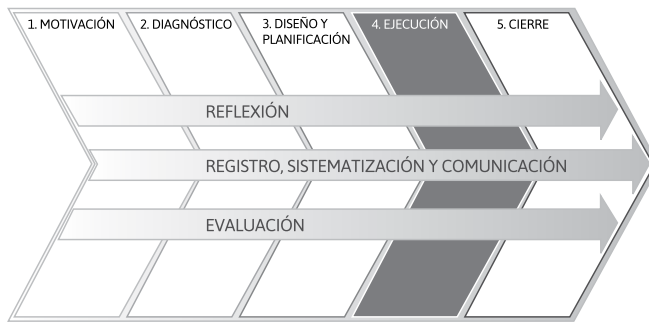 1. MOTIVACIÓN
2. DIAGNÓSTICO
3. DISEÑO Y
PLANIFICACIÓN
4. EJECUCIÓN
5. CIERRE
REFLEXIÓN
REGISTRO, SISTEMATIZACIÓN Y COMUNICACIÓN
EVALUACIÓN